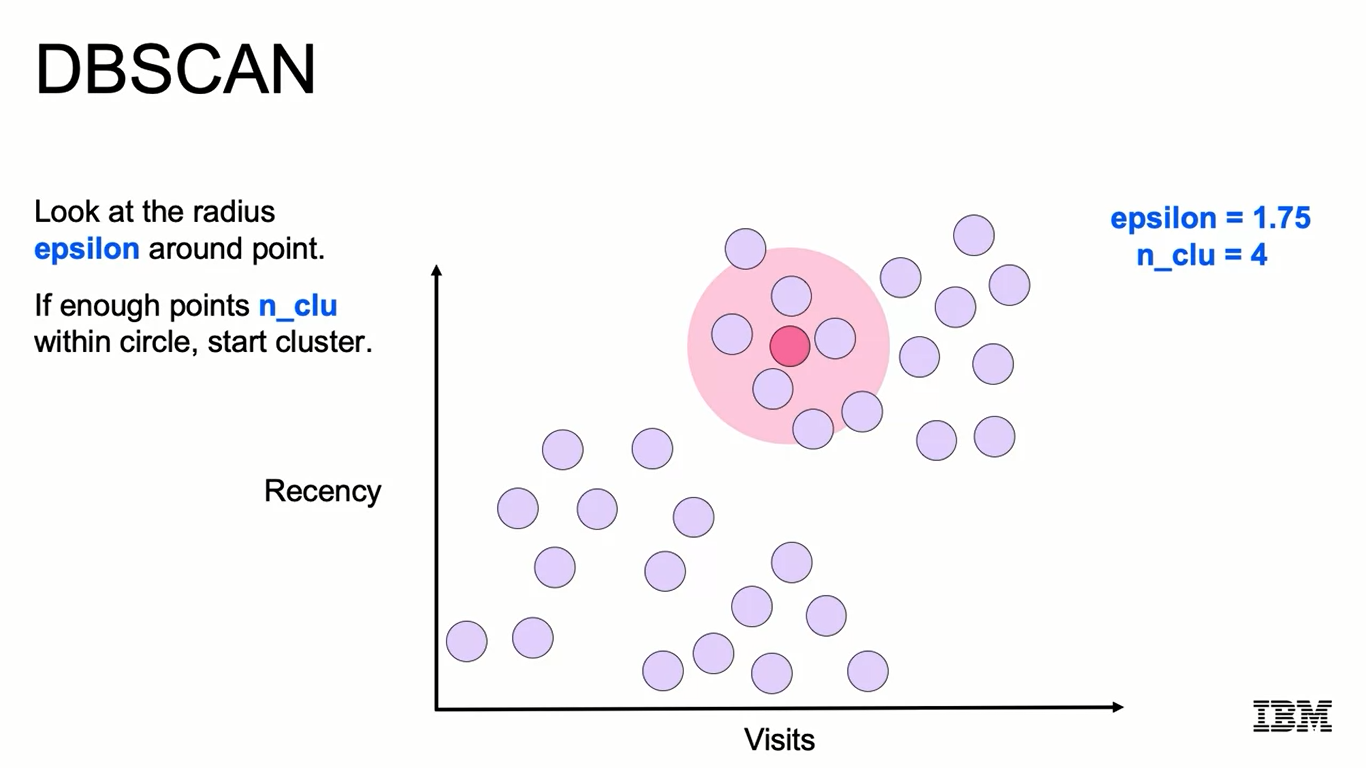 DBSCAN
Look at the radius
epsilon around point.
If enough points n_clu
within circle, start cluster.
epsilon = 1.75
n_clu = 4
Recency
Visits
IBM